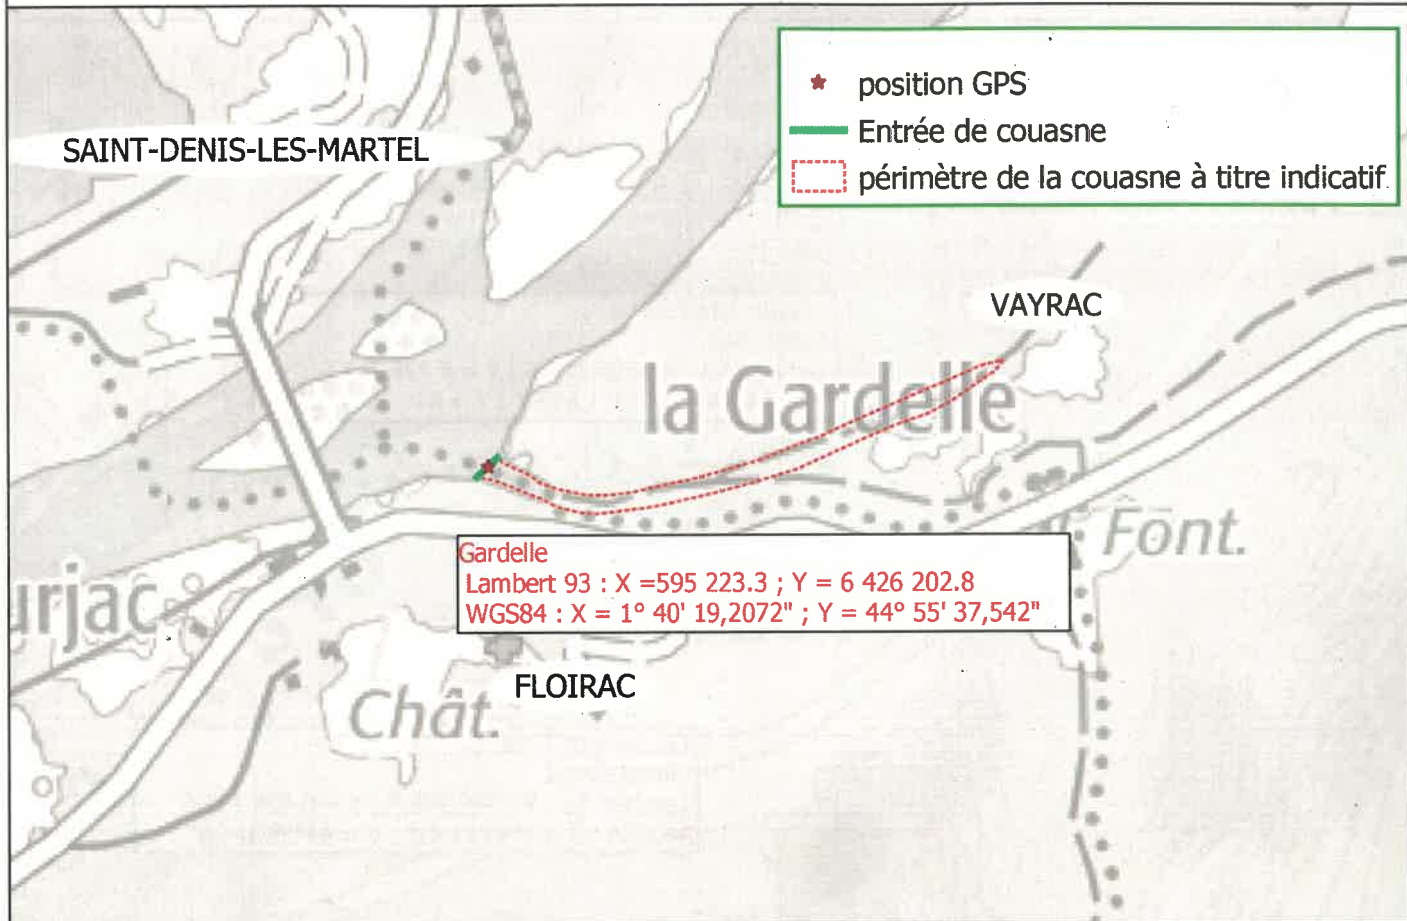 position GPS
Entrée de couasne
périmètre de la couasne à titre indicatif
SAINT-DENIS-LES-MARTEL
VAYRAC
la Gardelle
Font.
Gardelle
Lambert 93 : X =595 223.3 ; Y = 6 426 202.8
WGS84 : X = 1° 40' 19,2072" ; Y = 44° 55' 37,542"
urjac
FLOIRAC
Chât.